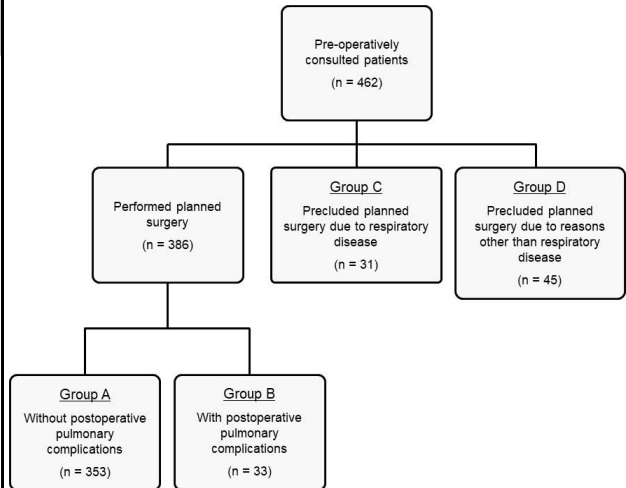 Pre-operatively
consulted patients
(n = 462)
Performed planned
surgery
(n = 386)
Group C
Precluded planned
surgery due to respiratory
disease
(n = 31)
Group D
Precluded planned
surgery due to reasons
other than respiratory
disease
(n = 45)
Group A
Without postoperative
pulmonary
complications
(n = 353)
Group B
With postoperative
pulmonary
complications
(n = 33)